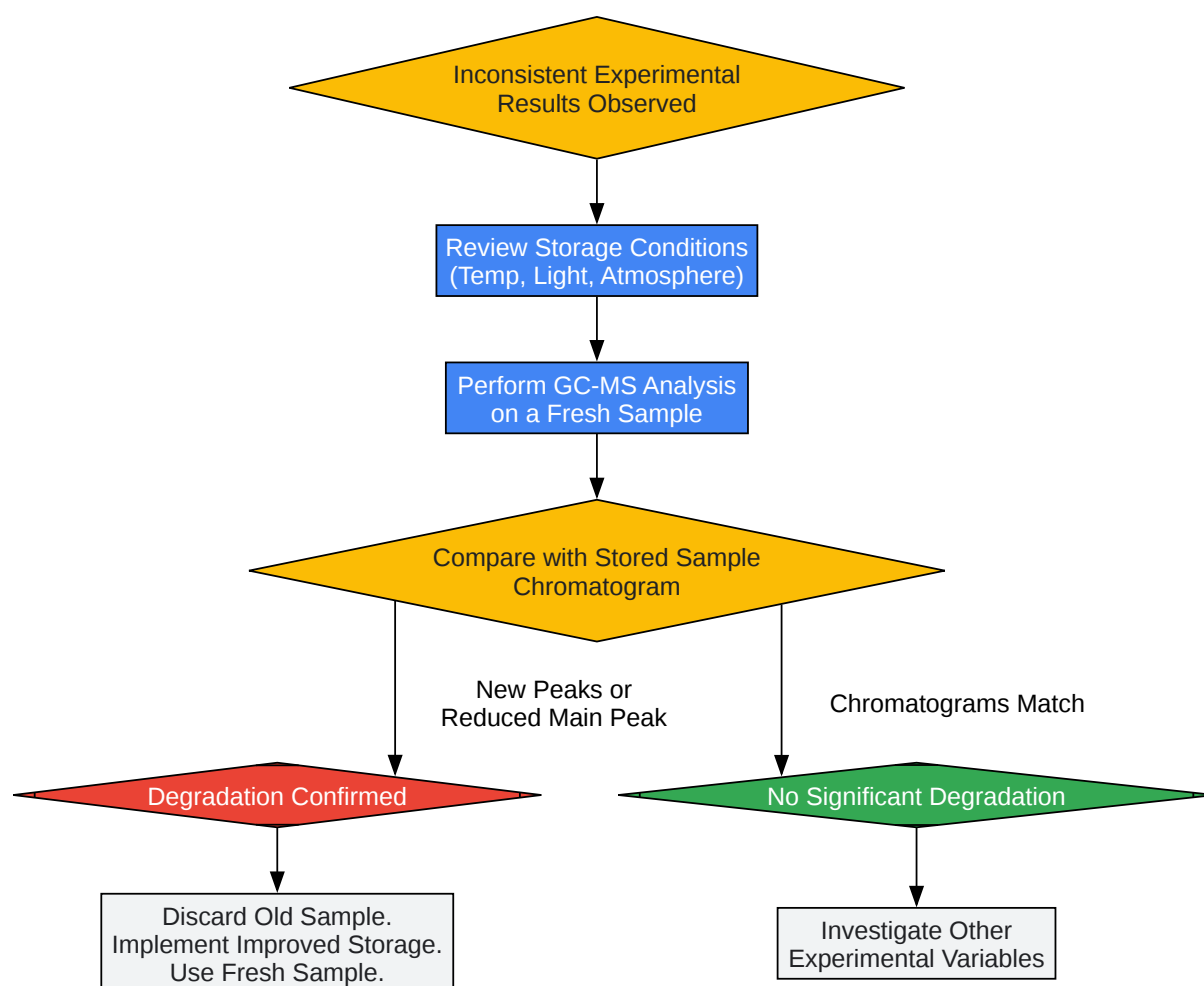 Inconsistent Experimental
Results Observed
Review Storage Conditions
(Temp, Light, Atmosphere)
Perform GC-MS Analysis
on a Fresh Sample
Compare with Stored Sample
Chromatogram
New Peaks or
Reduced Main Peak
Chromatograms Match
Degradation Confirmed
No Significant Degradation
Discard Old Sample.
Implement Improved Storage.
Use Fresh Sample.
Investigate Other
Experimental Variables